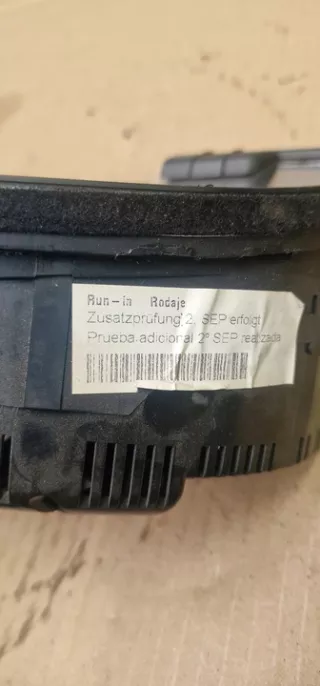 Run-in Rodaje
Zusatzprüfung 2. SEP erfolgt
Prueba adicional 2ª SEP realizada